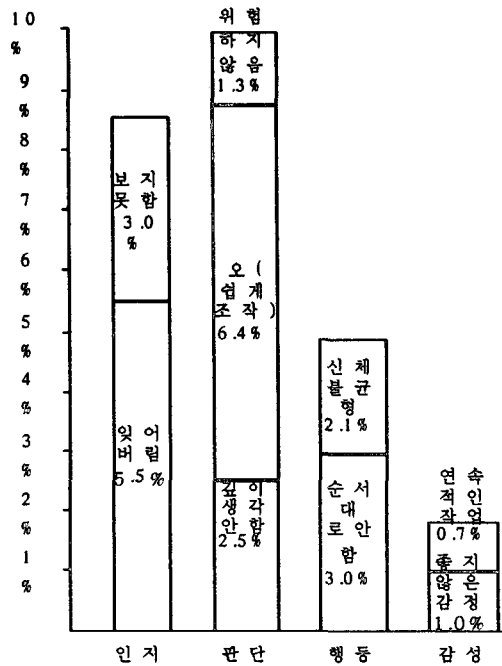 10
%
9
%
8
%
7
%
6
%
5
%
4
%
3
%
2
%
1
%
보 지
못 함
3.0
%
잊 어
버 림
5.5%
위 험
하 지
않 음
1.3%
오 (
쉽 게
조 작 )
6.4%
깊 이
생 각
안 함
2.5%
신 체
불 균
형
2.1%
순 서
대
로 안
함
3.0%
연 속
적 인
작 업
0.7%
좋 지
않 은
감 정
1.0%
인 지
판 단
행 동
감 성